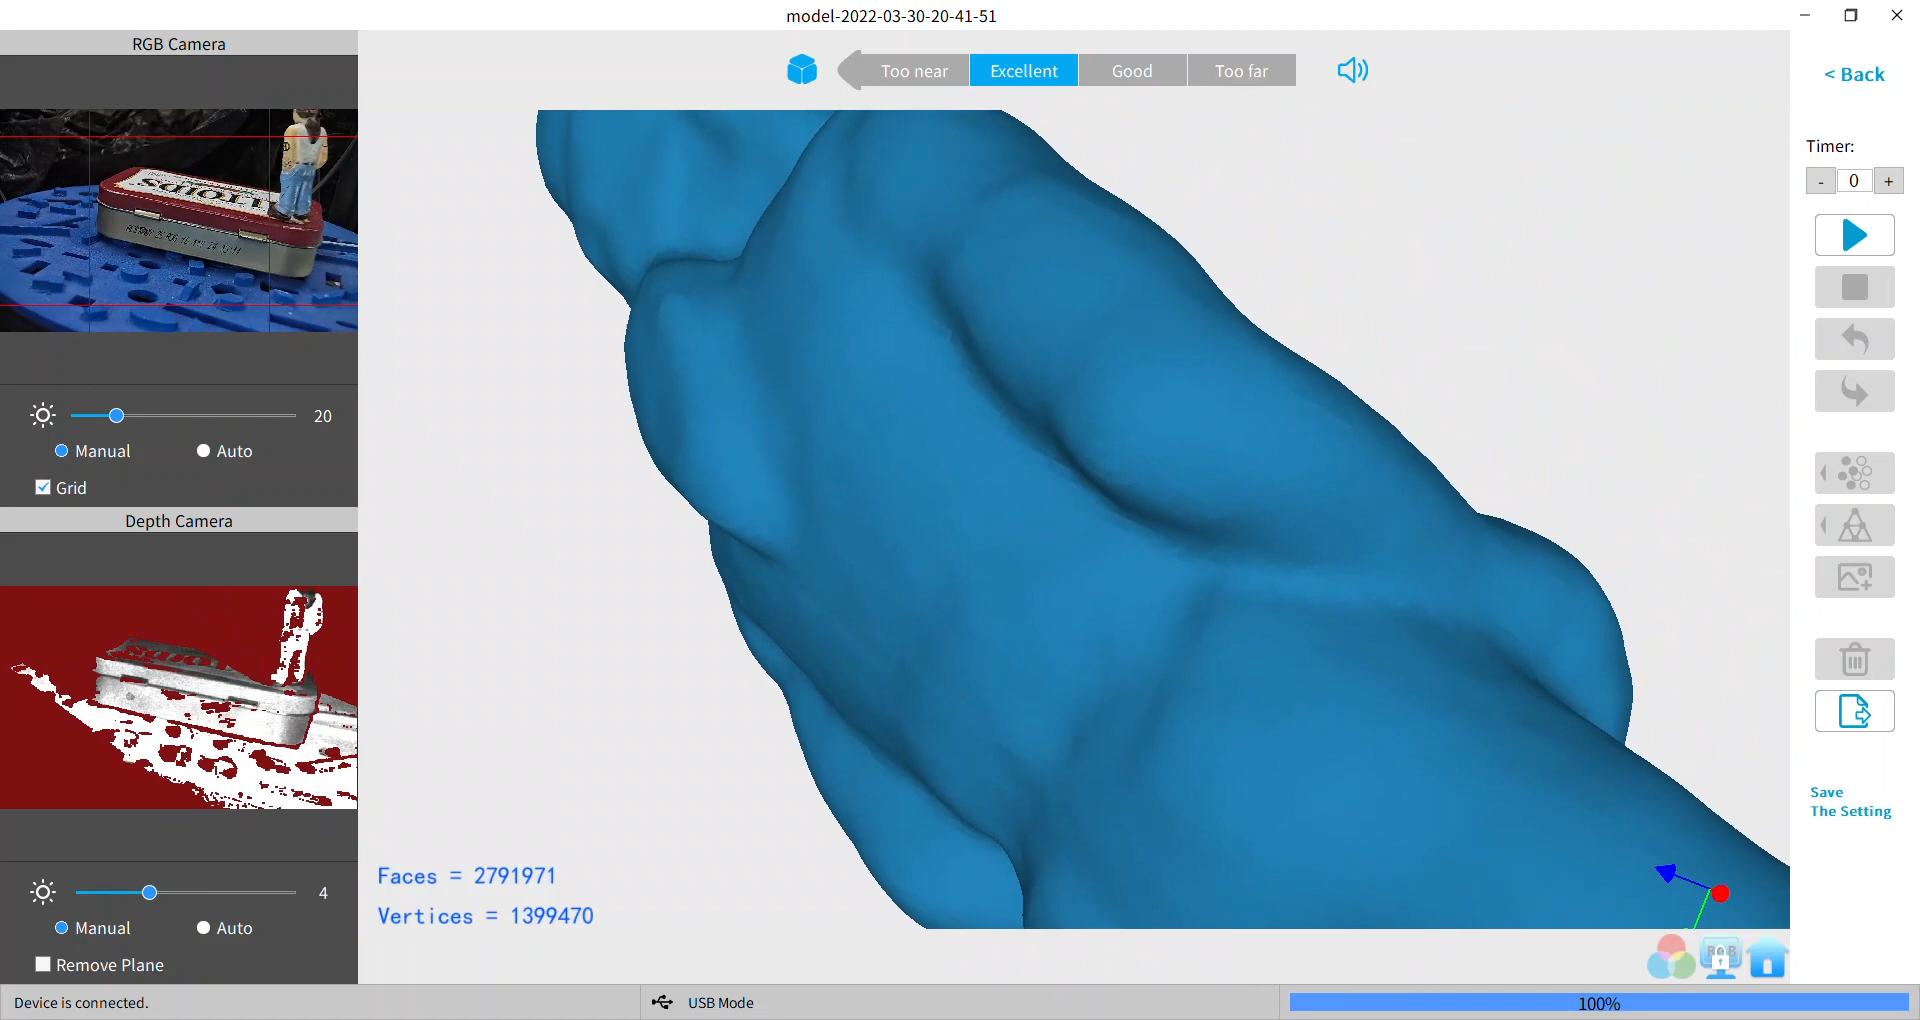 model-2022-03-30-20-41-51
RGB Camera
Too near
Excellent
Good
Too far
< Back
Timer:
- 0 +
20
Manual
Auto
Grid
Depth Camera
Save
The Setting
Faces = 2791971
Vertices = 1399470
4
Manual
Auto
Remove Plane
RGB
Device is connected.
USB Mode
100%